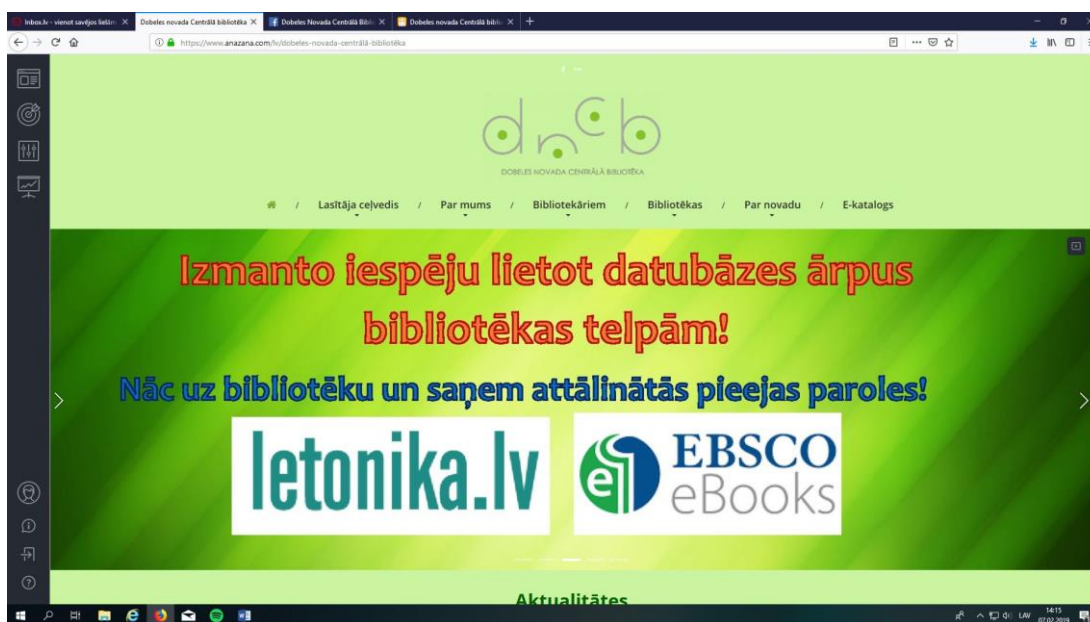 Inbox.lv - vienot savējos lielām
Dobeles novada Centrālā bibliotēka
Dobeles Novada Centrālā Biblio
Dobeles novada Centrālā biblio
https://www.anazana.com/lv/dobeles-novada-centrālā-bibliotēka
dncb
DOBELES NOVADA CENTRĀLĀ BIBLIOTĒKA
/ Lasītāja ceļvedis / Par mums / Bibliotekāriem / Bibliotēkas / Par novadu / E-katalogs
Izmanto iespēju lietot datubāzes ārpus
bibliotēkas telpām!
Nāc uz bibliotēku un saņem attālinātās pieejas paroles!
letonika.lv
EBSCO
eBooks
Aktualitātes
LAV
14:15
07.02.2019